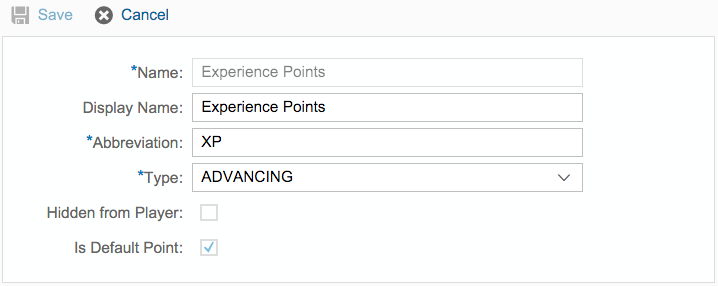 Save Cancel
*Name: Experience Points
Display Name: Experience Points
*Abbreviation: XP
*Type: ADVANCING
Hidden from Player:
Is Default Point: